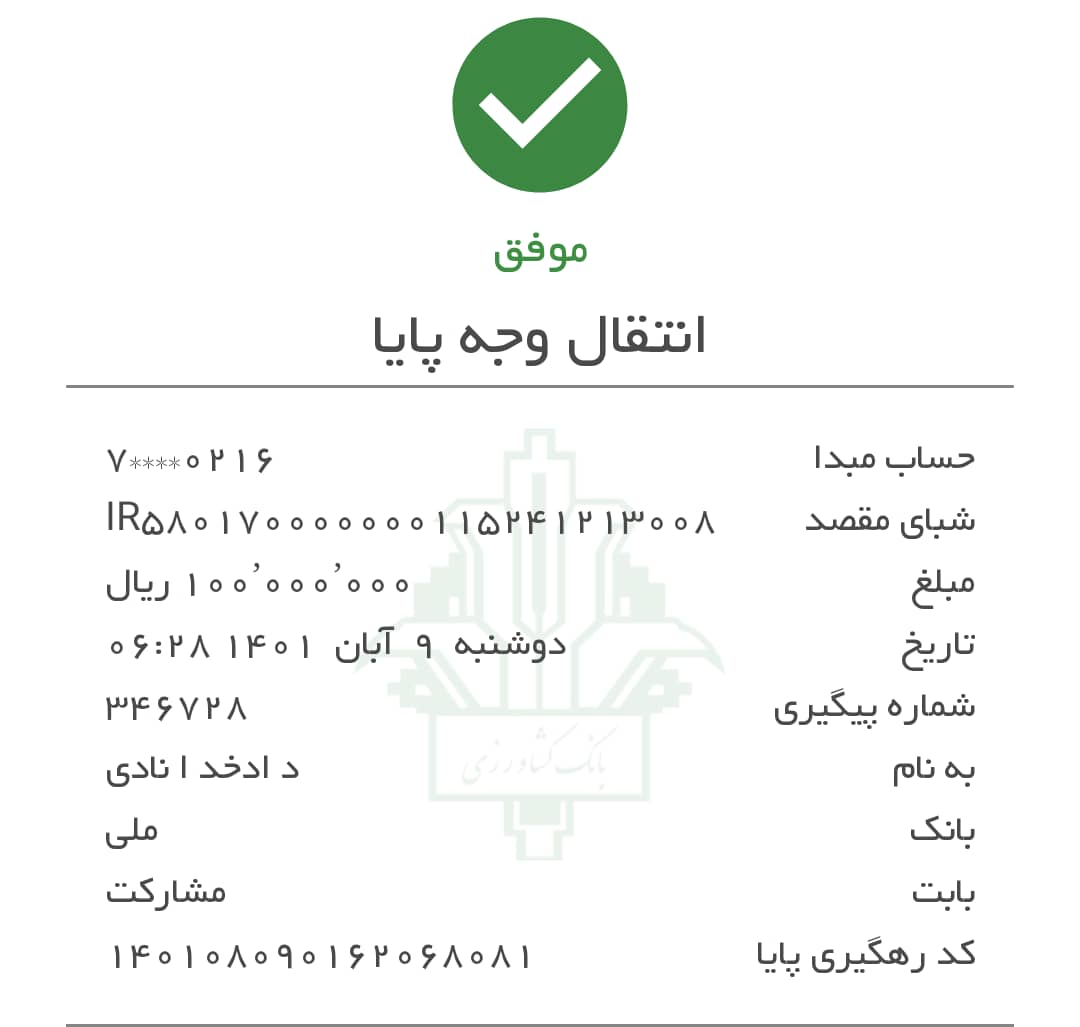 موفق
انتقال وجه پایا
حساب مبدا ۷****۰۲۱۶
شبای مقصد IR۵۸۰۱۷۰۰۰۰۰۰۰۱۱۵۲۴۱۲۱۳۰۰۸
مبلغ ۱۰۰٬۰۰۰٬۰۰۰ ریال
تاریخ دوشنبه ۹ آبان ۱۴۰۱ ۰۶:۲۸
شماره پیگیری ۳۴۶۷۲۸
به نام د ادخد ا نادی
بانک کشاورزی
بانک ملی
بابت مشارکت
کد رهگیری پایا ۱۴۰۱۰۸۰۹۰۱۶۲۰۶۸۰۸۱